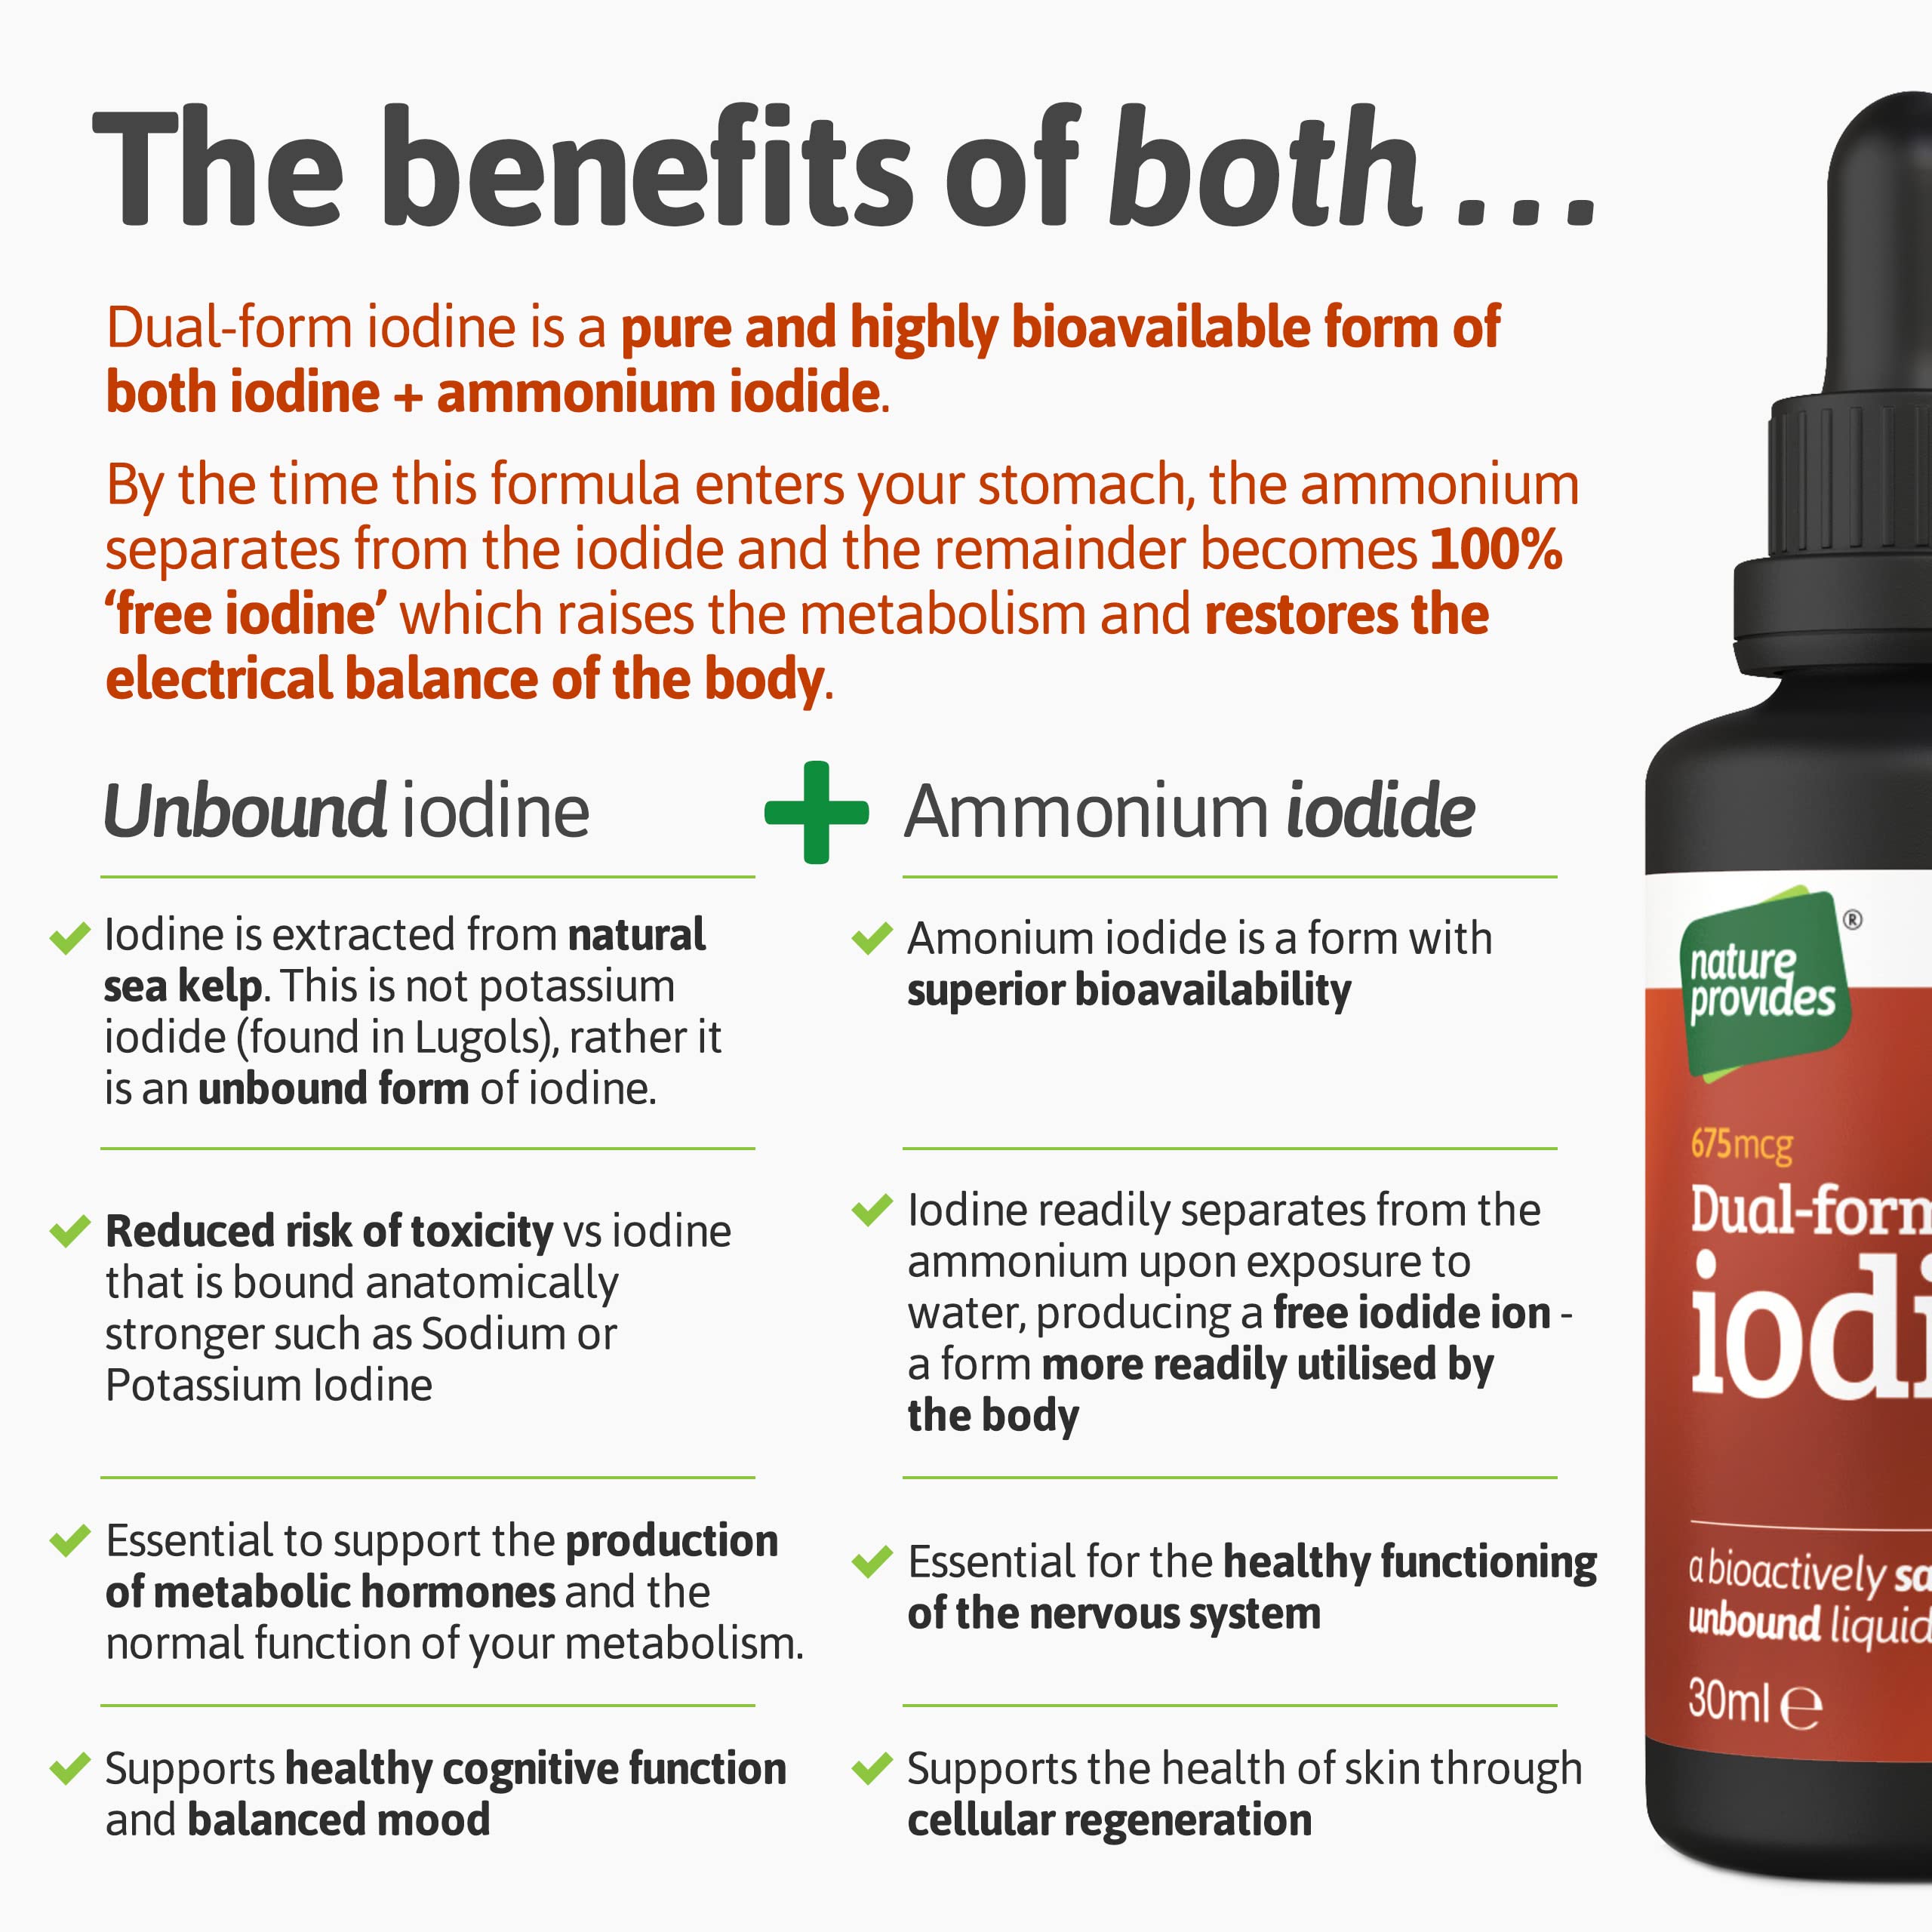 The benefits of both...
Dual-form iodine is a pure and highly bioavailable form of
both iodine + ammonium iodide.
By the time this formula enters your stomach, the ammonium
separates from the iodide and the remainder becomes 100%
‘free iodine’ which raises the metabolism and restores the
electrical balance of the body.
Unbound iodine
+
Ammonium iodide
Iodine is extracted from natural
sea kelp. This is not potassium
iodide (found in Lugols), rather it
is an unbound form of iodine.
Amonium iodide is a form with
superior bioavailability
Reduced risk of toxicity vs iodine
that is bound anatomically
stronger such as Sodium or
Potassium Iodine
Iodine readily separates from the
ammonium upon exposure to
water, producing a free iodide ion -
a form more readily utilised by
the body
Essential to support the production
of metabolic hormones and the
normal function of your metabolism.
Essential for the healthy functioning
of the nervous system
Supports healthy cognitive function
and balanced mood
Supports the health of skin through
cellular regeneration
nature
provides
®
675mcg
Dual-form
iodi
a bioactively sa
unbound liquid
30ml ℮